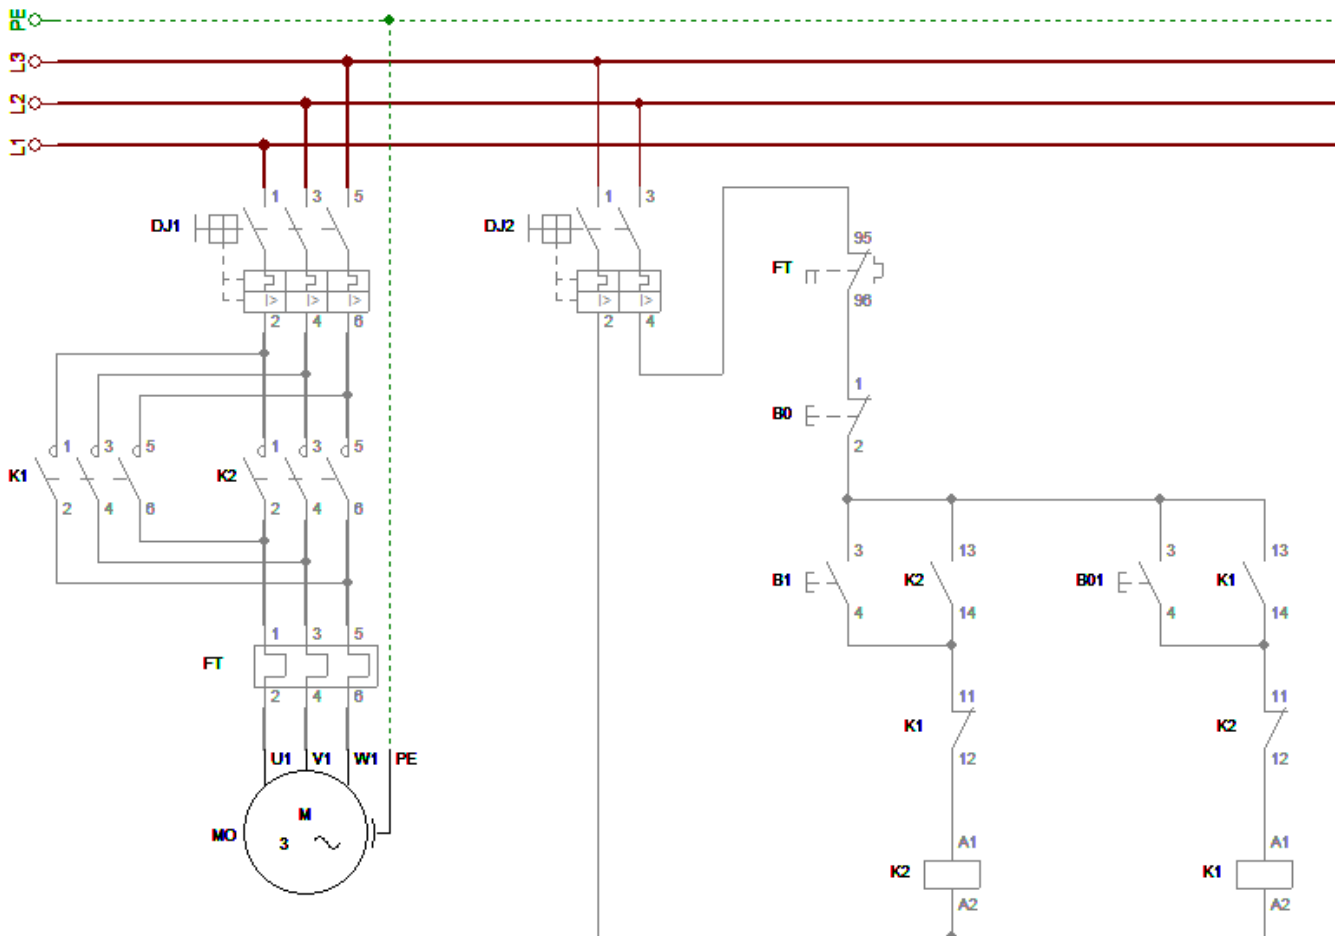 PE
L3
L2
L1
1 3 5 1 3
DJ1 DJ2
95
FT
I> I> I> I> I>
96
2 4 6 2 4
1
B0
1 3 5 1 3 5 2
K1 K2
2 4 6 2 4 6
3 13 3 13
B1 K2 B01 K1
4 14 4 14
1 3 5
FT
2 4 6 11 11
K1 K2
U1 V1 W1 PE 12 12
M
MO 3
A1 A1
K2 K1
A2 A2